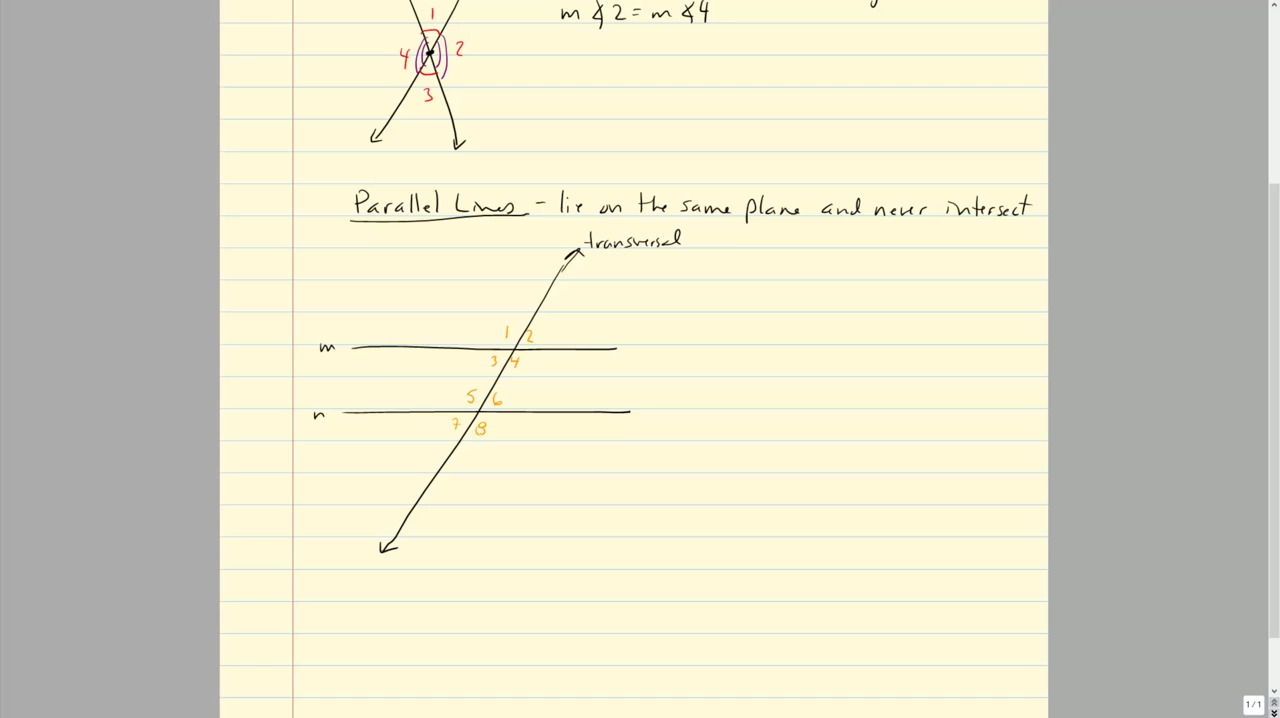 1
m ∡2 = m ∡4
4 2
3
Parallel Lines - lie on the same plane and never intersect
transversal
1 2
m
3 4
5 6
n
7 8
1/1